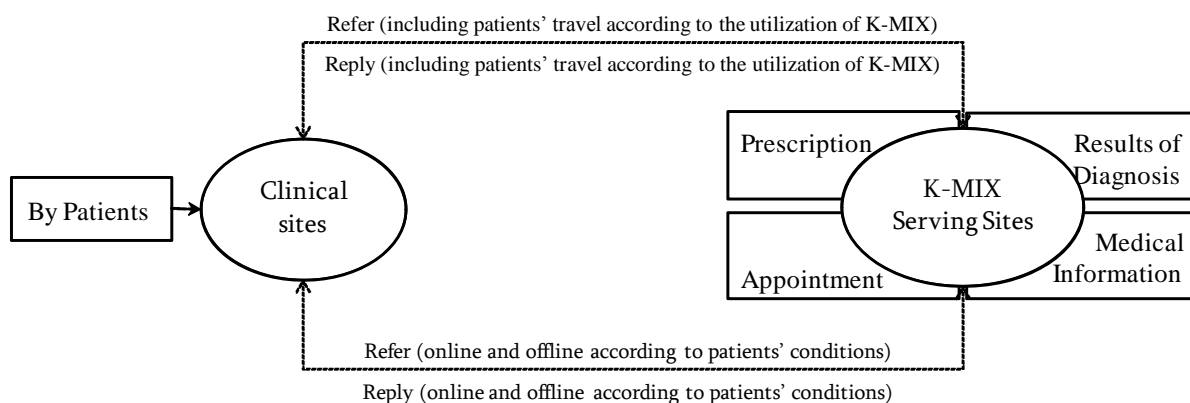 Refer (including patients’ travel according to the utilization of K-MIX)
Reply (including patients’ travel according to the utilization of K-MIX)
By Patients
Clinical
sites
Prescription
Results of
Diagnosis
K-MIX
Serving Sites
Appointment
Medical
Information
Refer (online and offline according to patients’ conditions)
Reply (online and offline according to patients’ conditions)